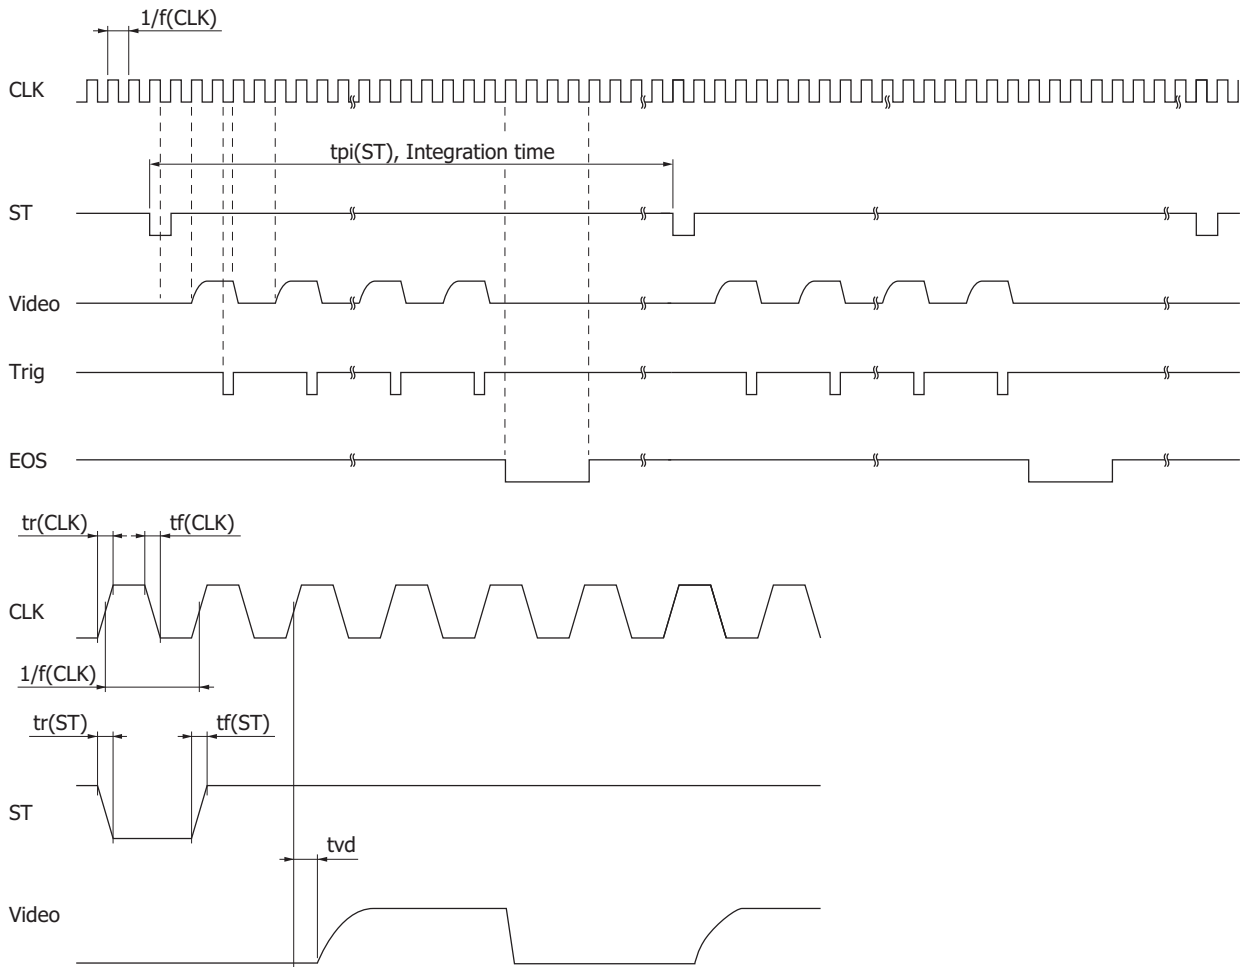 1/f(CLK)
CLK
tpi(ST), Integration time
ST
Video
Trig
EOS
tr(CLK) tf(CLK)
CLK
1/f(CLK)
tr(ST) tf(ST)
ST
tvd
Video